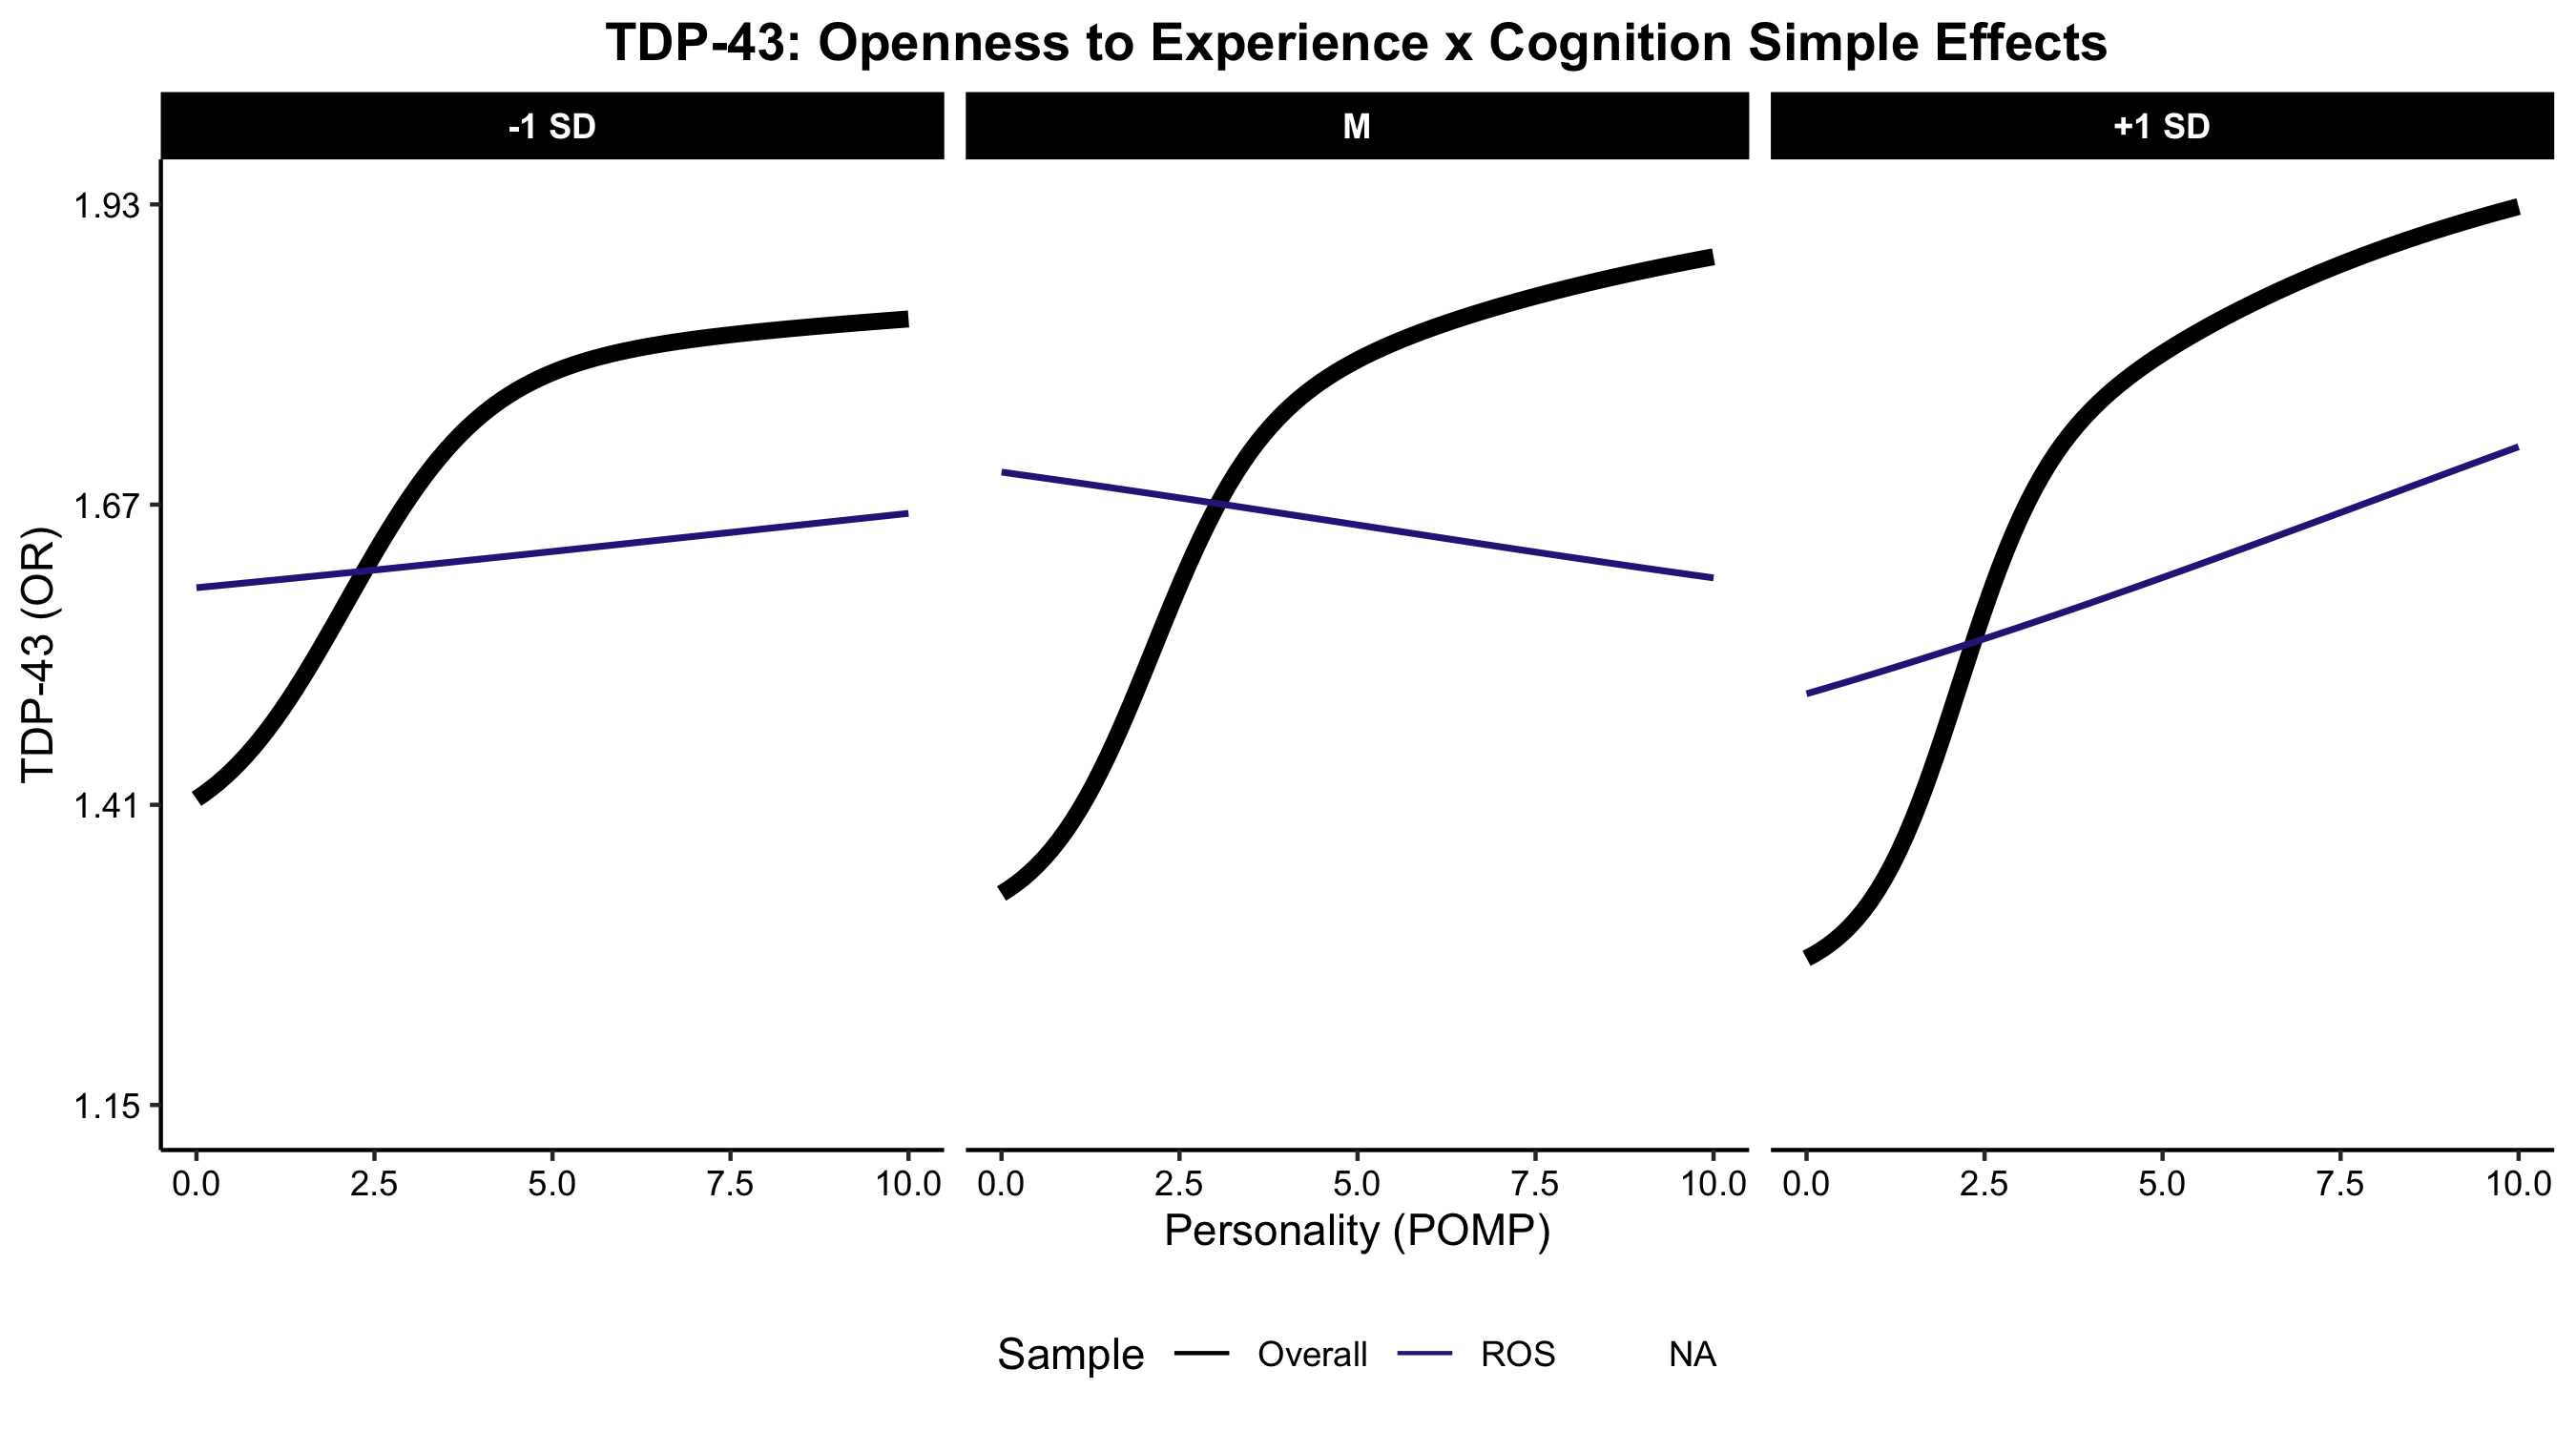 TDP-43: Openness to Experience x Cognition Simple Effects
-1 SD M +1 SD
TDP-43 (OR)
1.93
1.67
1.41
1.15
0.0 2.5 5.0 7.5 10.0 0.0 2.5 5.0 7.5 10.0 0.0 2.5 5.0 7.5 10.0
Personality (POMP)
Sample Overall ROS NA